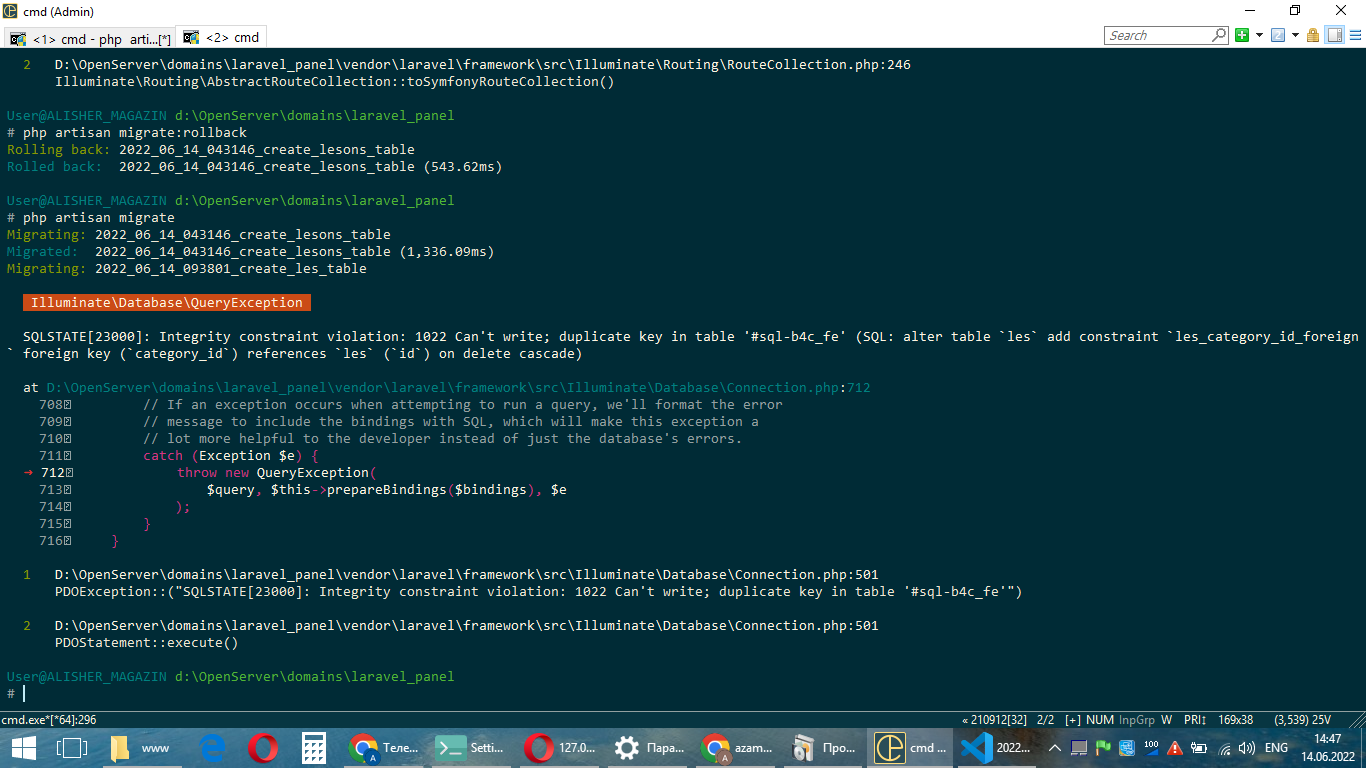 cmd (Admin)
<1> cmd - php  arti...[*]
<2> cmd
Search
2   D:\OpenServer\domains\laravel_panel\vendor\laravel\framework\src\Illuminate\Routing\RouteCollection.php:246
Illuminate\Routing\AbstractRouteCollection::toSymfonyRouteCollection()
User@ALISHER_MAGAZIN d:\OpenServer\domains\laravel_panel
# php artisan migrate:rollback
Rolling back: 2022_06_14_043146_create_lesons_table
Rolled back:  2022_06_14_043146_create_lesons_table (543.62ms)
User@ALISHER_MAGAZIN d:\OpenServer\domains\laravel_panel
# php artisan migrate
Migrating: 2022_06_14_043146_create_lesons_table
Migrated:  2022_06_14_043146_create_lesons_table (1,336.09ms)
Migrating: 2022_06_14_093801_create_les_table
Illuminate\Database\QueryException
SQLSTATE[23000]: Integrity constraint violation: 1022 Can't write; duplicate key in table '#sql-b4c_fe' (SQL: alter table `les` add constraint `les_category_id_foreign
` foreign key (`category_id`) references `les` (`id`) on delete cascade)
at D:\OpenServer\domains\laravel_panel\vendor\laravel\framework\src\Illuminate\Database\Connection.php:712
708 // If an exception occurs when attempting to run a query, we'll format the error
709 // message to include the bindings with SQL, which will make this exception a
710 // lot more helpful to the developer instead of just the database's errors.
711 catch (Exception $e) {
→ 712 throw new QueryException(
713 $query, $this->prepareBindings($bindings), $e
714 );
715 }
716 }
1   D:\OpenServer\domains\laravel_panel\vendor\laravel\framework\src\Illuminate\Database\Connection.php:501
PDOException::("SQLSTATE[23000]: Integrity constraint violation: 1022 Can't write; duplicate key in table '#sql-b4c_fe'")
2   D:\OpenServer\domains\laravel_panel\vendor\laravel\framework\src\Illuminate\Database\Connection.php:501
PDOStatement::execute()
User@ALISHER_MAGAZIN d:\OpenServer\domains\laravel_panel
#
cmd.exe*[*64]:296
« 210912[32]  2/2  [+] NUM InpGrp W  PRI↕  169x38  (3,539) 25V
www
Теле...
Setti...
127.0...
Пара...
azam...
Про...
cmd ...
2022...
100
ENG
14:47
14.06.2022